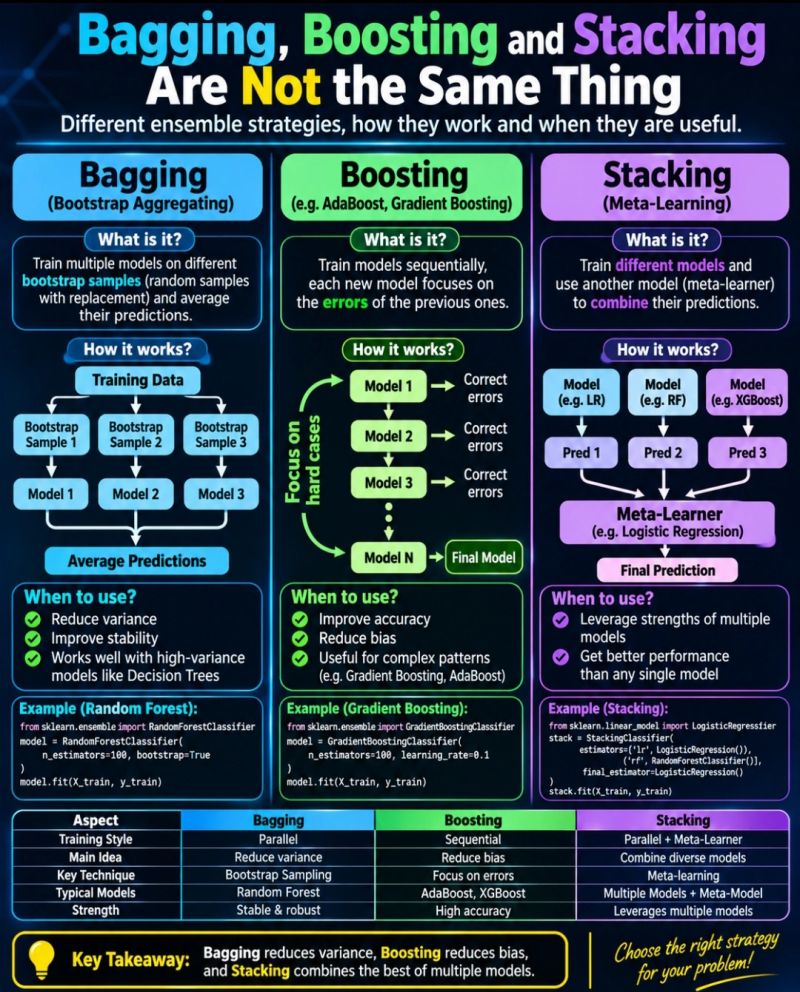 Bagging, Boosting and Stacking
Are Not the Same Thing
Different ensemble strategies, how they work and when they are useful.
Bagging
(Bootstrap Aggregating)
What is it?
Train multiple models on different
bootstrap samples (random samples
with replacement) and average
their predictions.
How it works?
Training Data
Bootstrap
Sample 1
Bootstrap
Sample 2
Bootstrap
Sample 3
Model 1
Model 2
Model 3
Average Predictions
When to use?
Reduce variance
Improve stability
Works well with high-variance
models like Decision Trees
Example (Random Forest):
from sklearn.ensemble import RandomForestClassifier
model = RandomForestClassifier(
n_estimators=100, bootstrap=True
)
model.fit(X_train, y_train)
Boosting
(e.g. AdaBoost, Gradient Boosting)
What is it?
Train models sequentially,
each new model focuses on
the errors of the previous ones.
How it works?
Focus on
hard cases
Model 1
Correct
errors
Model 2
Correct
errors
Model 3
Correct
errors
Model N
Final Model
When to use?
Improve accuracy
Reduce bias
Useful for complex patterns
(e.g. Gradient Boosting, AdaBoost)
Example (Gradient Boosting):
from sklearn.ensemble import GradientBoostingClassifier
model = GradientBoostingClassifier(
n_estimators=100, learning_rate=0.1
)
model.fit(X_train, y_train)
Stacking
(Meta-Learning)
What is it?
Train different models and
use another model (meta-learner)
to combine their predictions.
How it works?
Model
(e.g. LR)
Model
(e.g. RF)
Model
(e.g. XGBoost)
Pred 1
Pred 2
Pred 3
Meta-Learner
(e.g. Logistic Regression)
Final Prediction
When to use?
Leverage strengths of multiple
models
Get better performance
than any single model
Example (Stacking):
from sklearn.linear_model import LogisticRegressfier
stack = StackingClassifier(
estimators=['lr', LogisticRegression()),
('rf', RandomForestClassifier()],
final_estimator=LogisticRegression()
)
stack.fit(X_train, y_train)
Aspect Bagging Boosting Stacking
Training Style Parallel Sequential Parallel + Meta-Learner
Main Idea Reduce variance Reduce bias Combine diverse models
Key Technique Bootstrap Sampling Focus on errors Meta-learning
Typical Models Random Forest AdaBoost, XGBoost Multiple Models + Meta-Model
Strength Stable & robust High accuracy Leverages multiple models
Key Takeaway: Bagging reduces variance, Boosting reduces bias,
and Stacking combines the best of multiple models.
Choose the right strategy
for your problem!